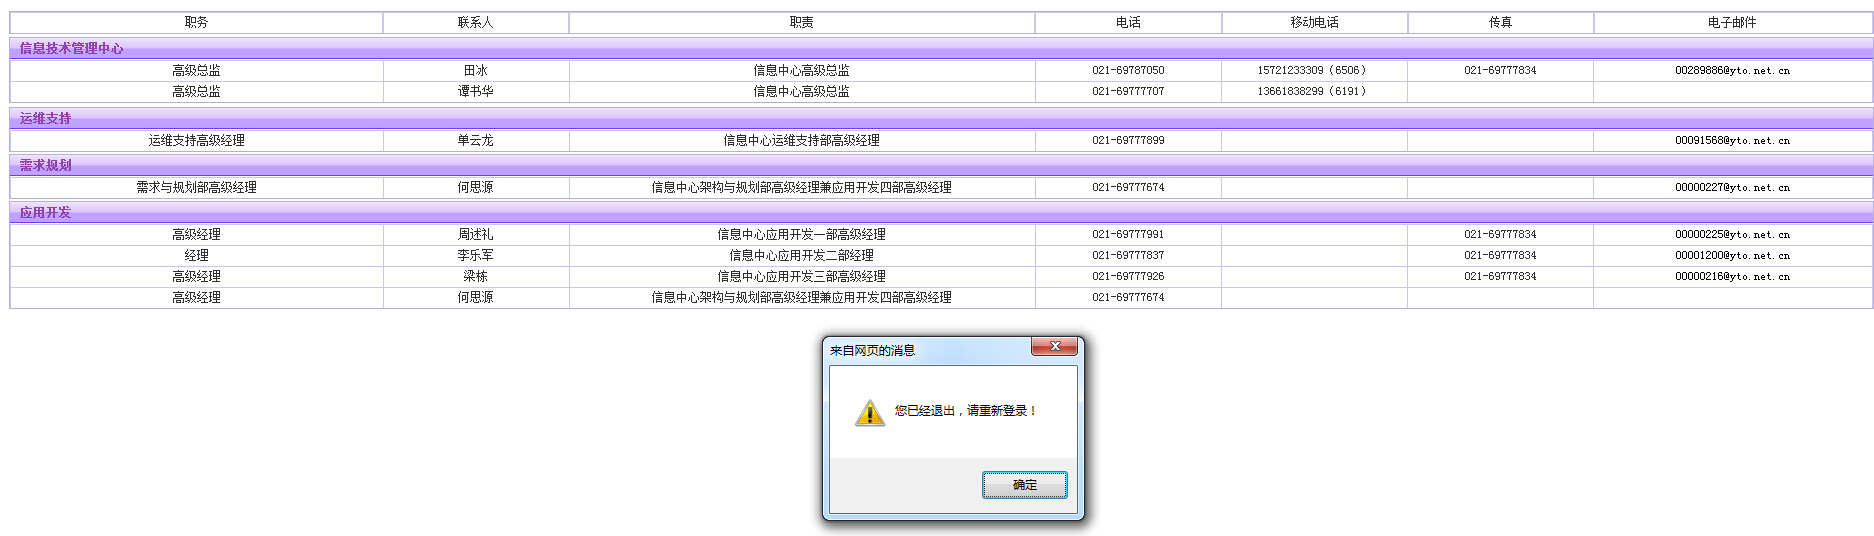 职务 联系人 职责 电话 移动电话 传真 电子邮件
信息技术管理中心
高级总监 田冰 信息中心高级总监 021-69787050 15721233309（6506） 021-69777834 00289886@yto.net.cn
高级总监 谭书华 信息中心高级总监 021-69777707 13661838299（6191）
运维支持
运维支持高级经理 单云龙 信息中心运维支持部高级经理 021-69777899 00091568@yto.net.cn
需求规划
需求与规划部高级经理 何思源 信息中心架构与规划部高级经理兼应用开发四部高级经理 021-69777674 00000227@yto.net.cn
应用开发
高级经理 周述礼 信息中心应用开发一部高级经理 021-69777991 021-69777834 00000225@yto.net.cn
经理 李乐军 信息中心应用开发二部经理 021-69777837 021-69777834 00001200@yto.net.cn
高级经理 梁栋 信息中心应用开发三部高级经理 021-69777926 021-69777834 00000216@yto.net.cn
高级经理 何思源 信息中心架构与规划部高级经理兼应用开发四部高级经理 021-69777674
来自网页的消息
您已经退出，请重新登录！
确定